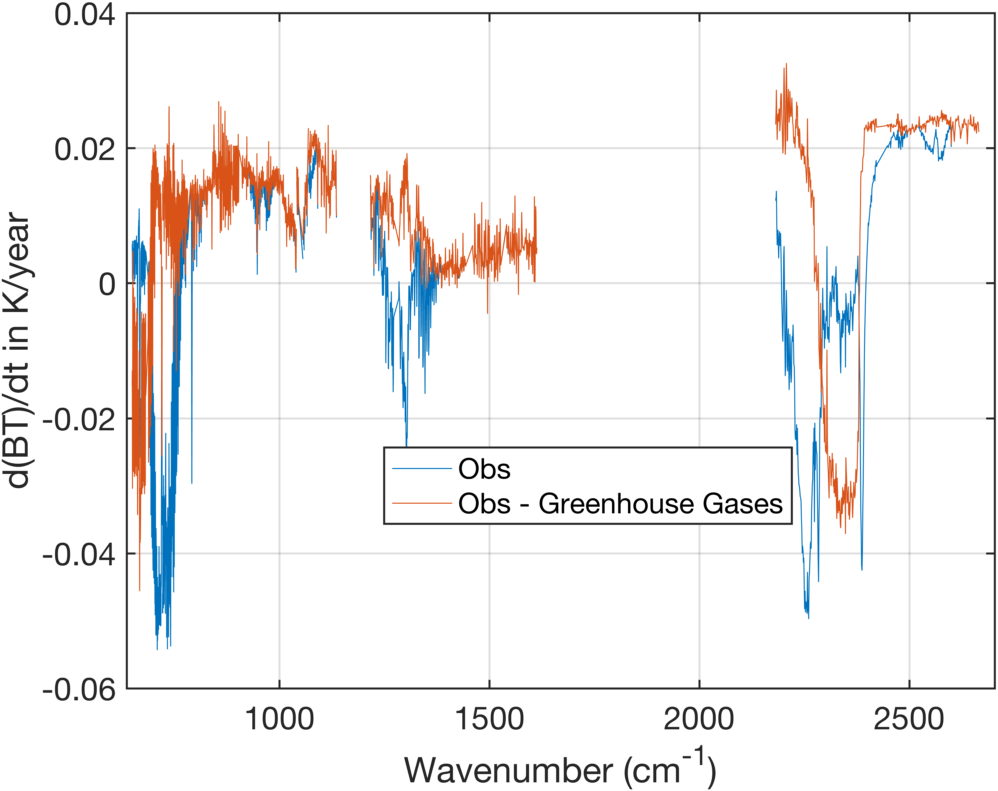 0.04
0.02
0
-0.02
-0.04
-0.06
d(BT)/dt in K/year
Obs
Obs - Greenhouse Gases
1000 1500 2000 2500
Wavenumber (cm-1)